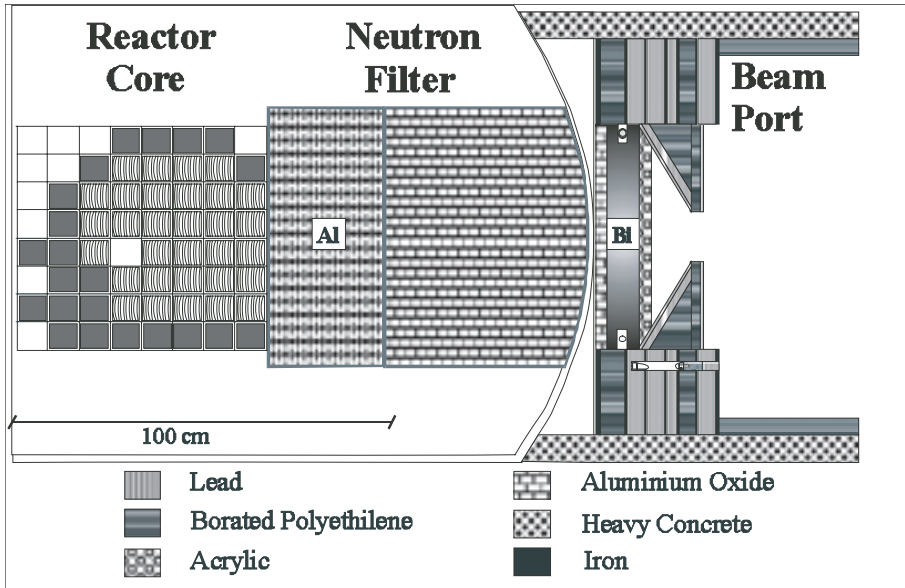 Reactor
Core
Neutron
Filter
Beam
Port
Al
Bi
100 cm
Lead
Borated Polyethilene
Acrylic
Aluminium Oxide
Heavy Concrete
Iron